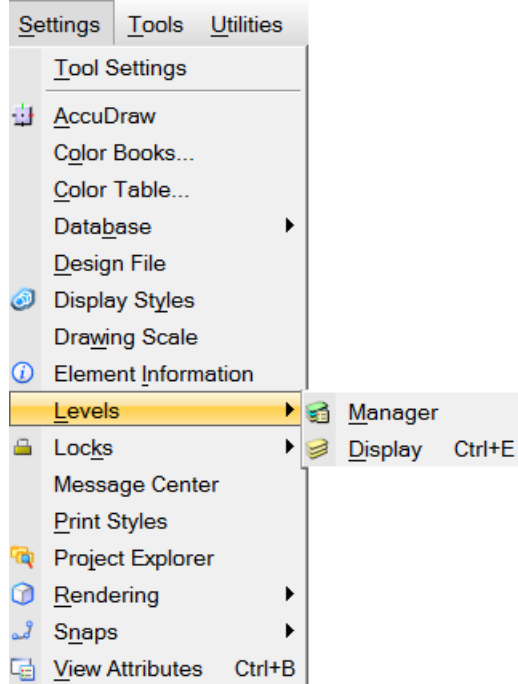 Settings Tools Utilities
Tool Settings
AccuDraw
Color Books...
Color Table...
Database
Design File
Display Styles
Drawing Scale
Element Information
Levels
Manager
Locks
Display Ctrl+E
Message Center
Print Styles
Project Explorer
Rendering
Snaps
View Attributes Ctrl+B